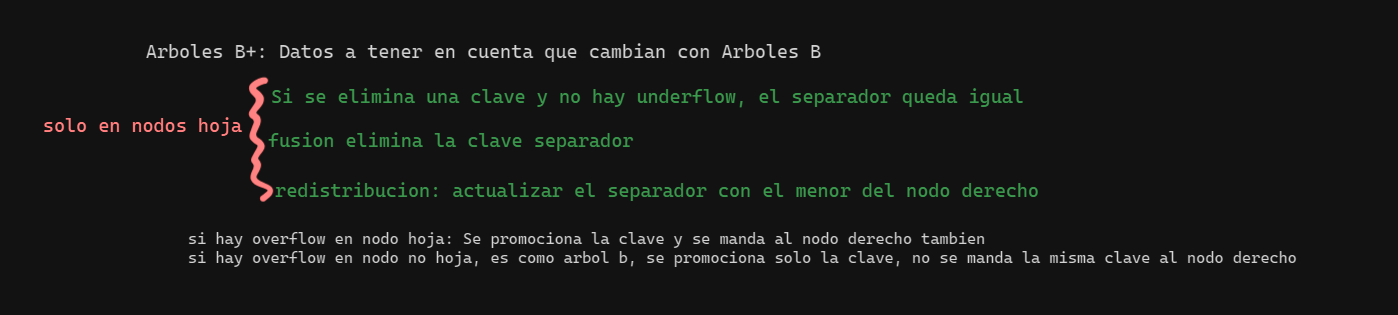 Arboles B+: Datos a tener en cuenta que cambian con Arboles B
Si se elimina una clave y no hay underflow, el separador queda igual
solo en nodos hoja
fusion elimina la clave separador
redistribucion: actualizar el separador con el menor del nodo derecho
si hay overflow en nodo hoja: Se promociona la clave y se manda al nodo derecho tambien
si hay overflow en nodo no hoja, es como arbol b, se promociona solo la clave, no se manda la misma clave al nodo derecho